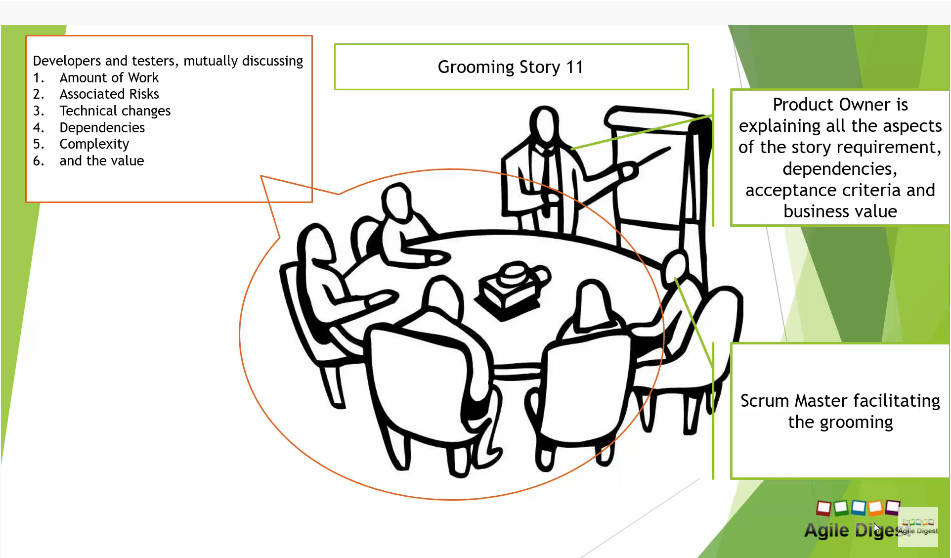 Developers and testers, mutually discussing
1. Amount of Work
2. Associated Risks
3. Technical changes
4. Dependencies
5. Complexity
6. and the value
Grooming Story 11
Product Owner is
explaining all the aspects
of the story requirement,
dependencies,
acceptance criteria and
business value
Scrum Master facilitating
the grooming
Agile Digest
Agile Digest